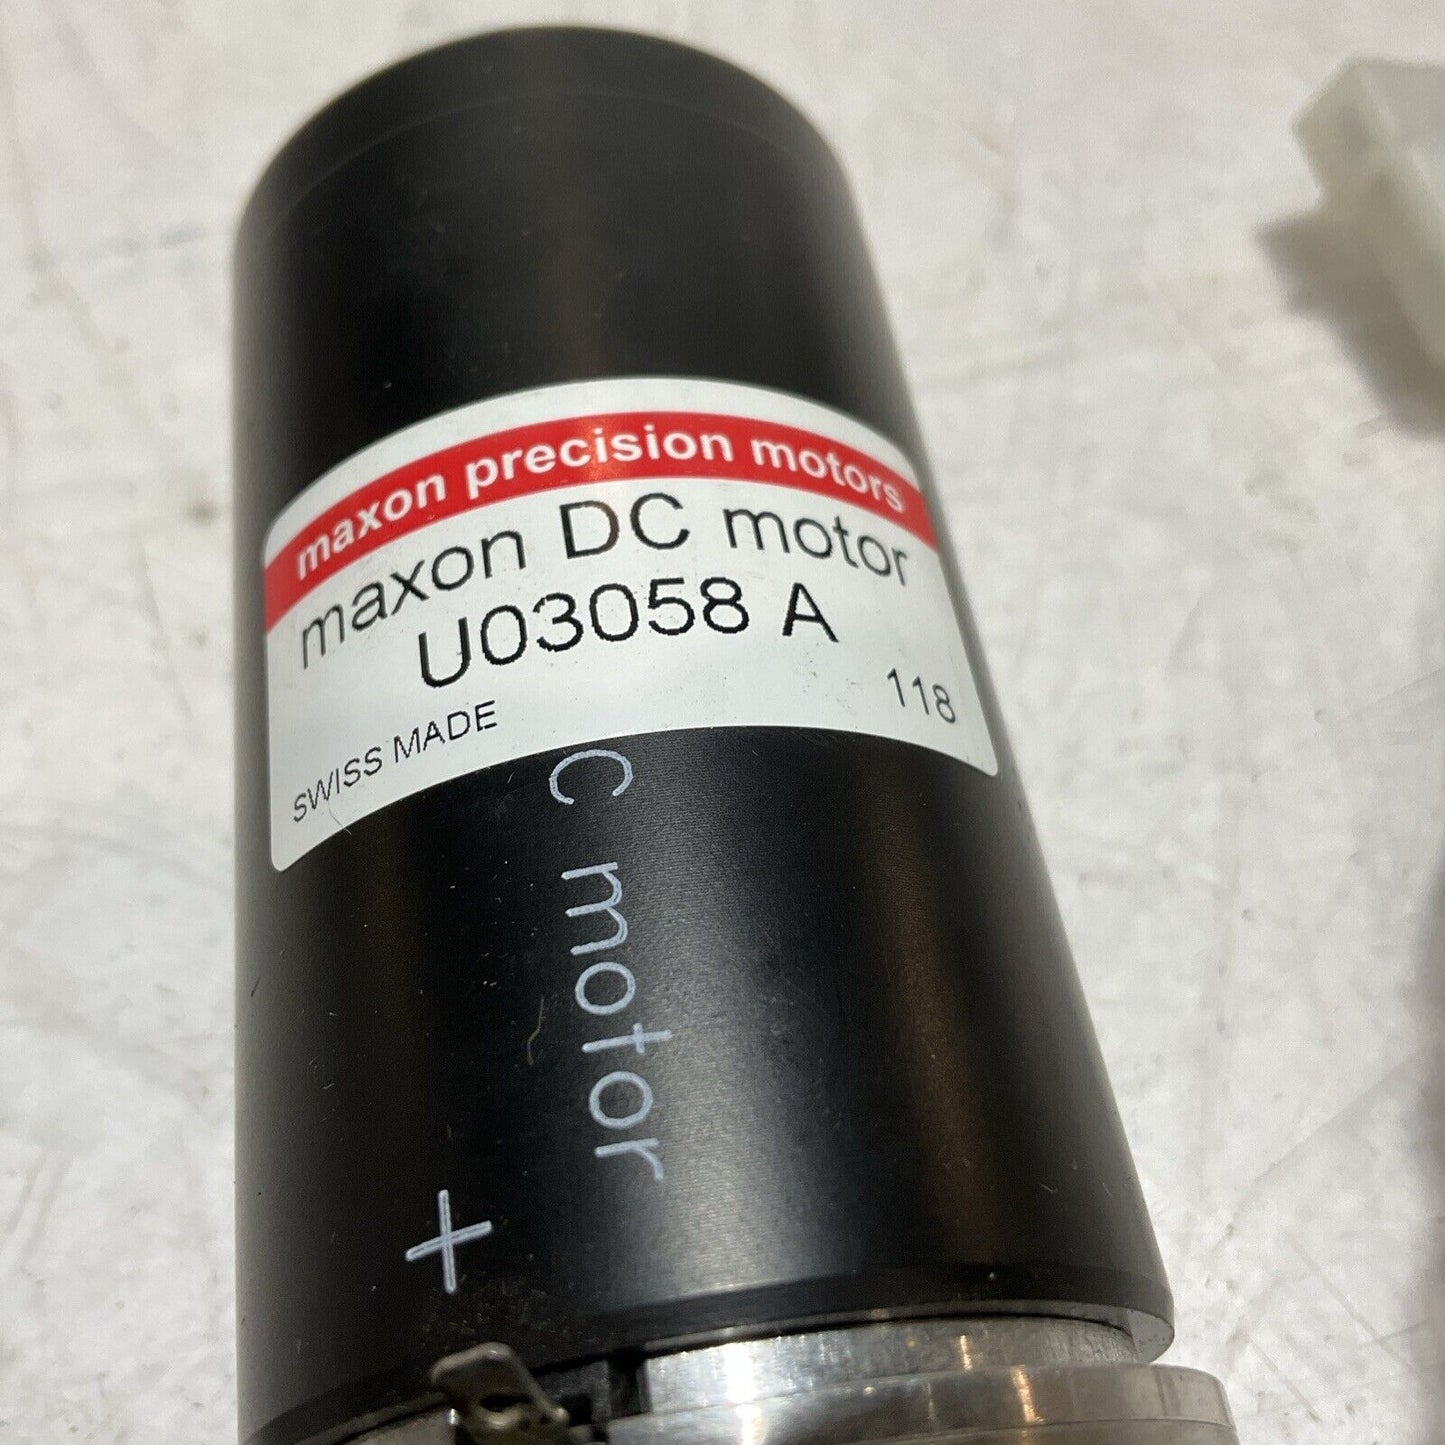 maxon precision motors
maxon DC motor
U03058 A
SWISS MADE 118
C motor
+